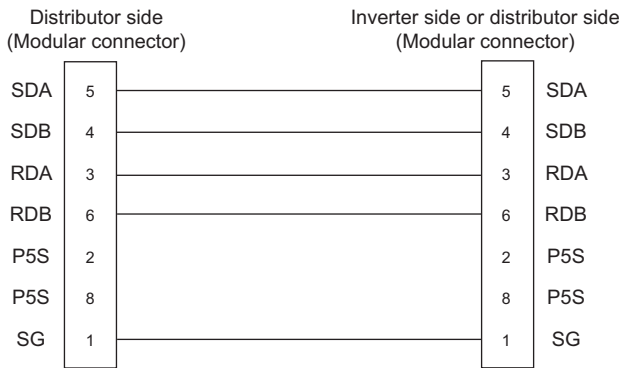 Distributor side
(Modular connector)
Inverter side or distributor side
(Modular connector)
SDA 5 5 SDA
SDB 4 4 SDB
RDA 3 3 RDA
RDB 6 6 RDB
P5S 2 2 P5S
P5S 8 8 P5S
SG 1 1 SG